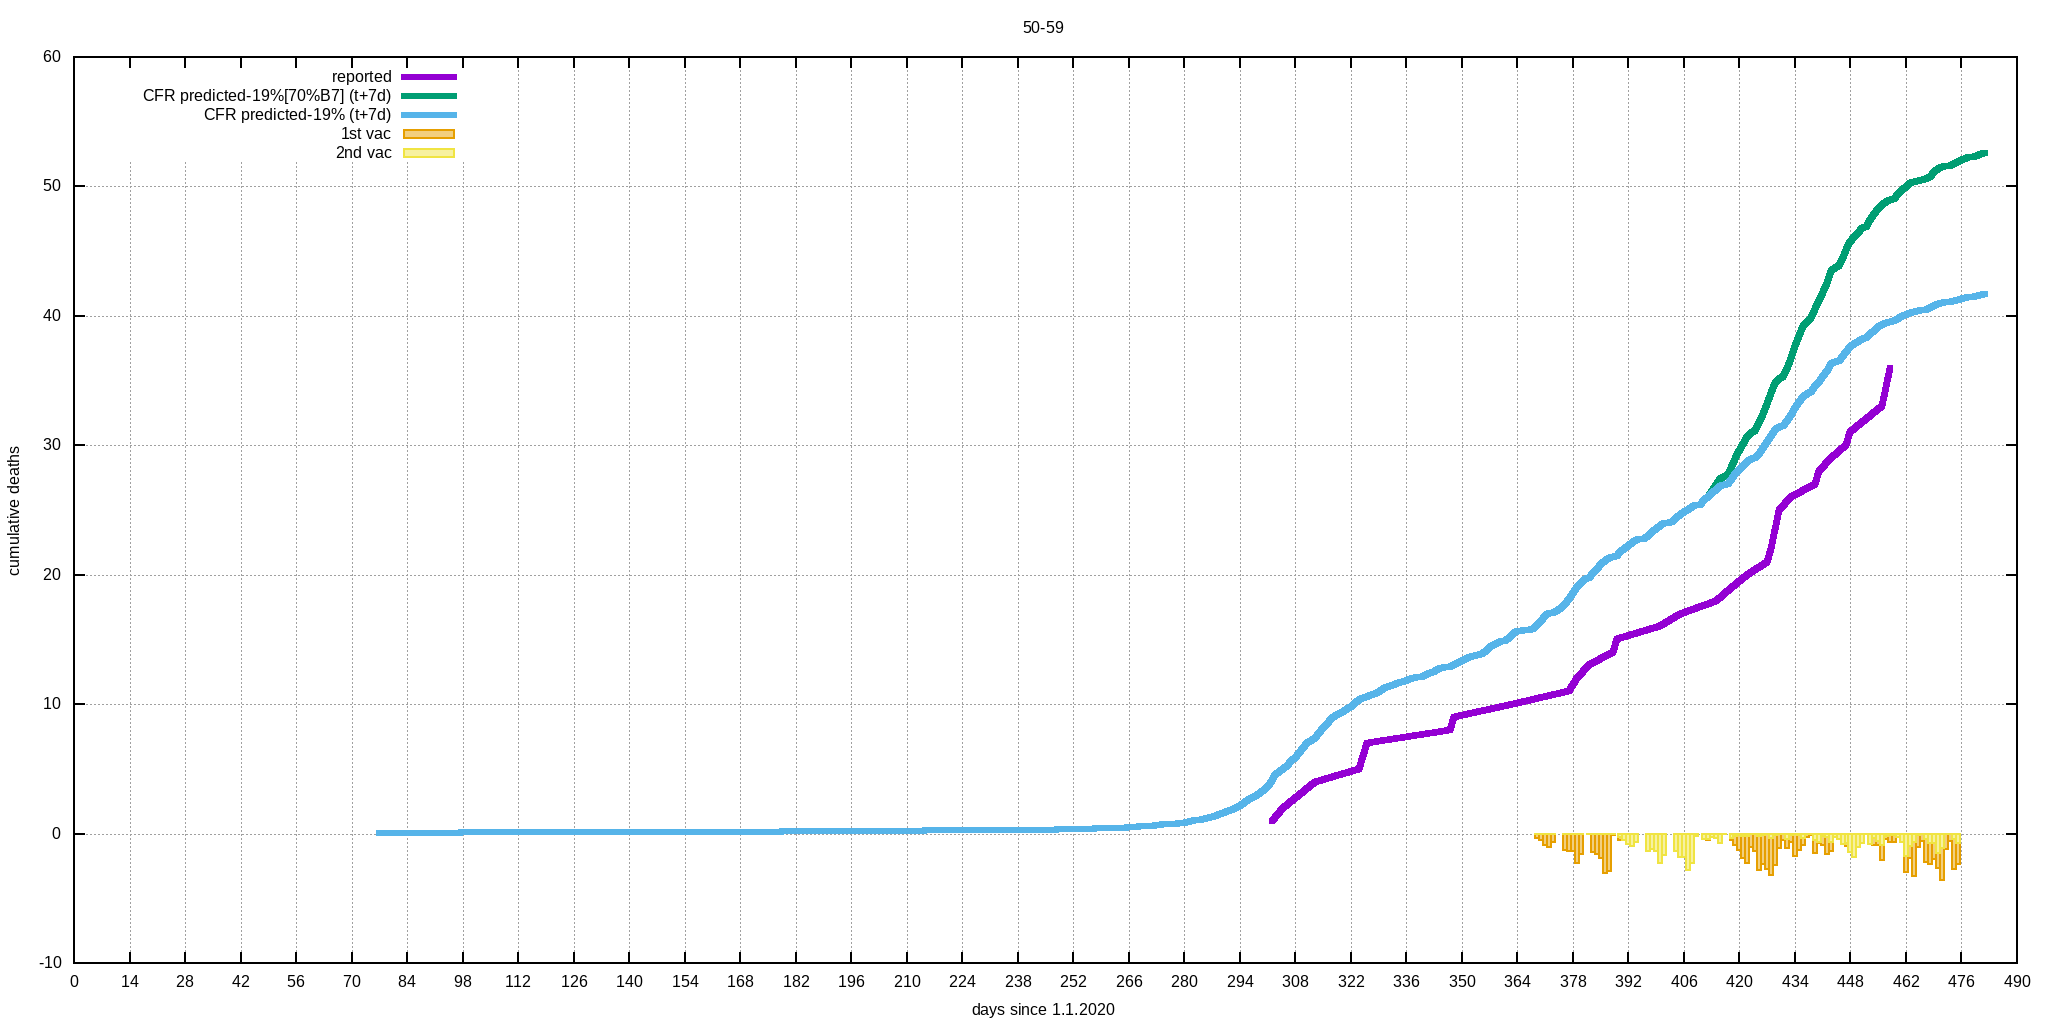 50-59
60
50
40
30
20
10
0
-10
cumulative deaths
reported
CFR predicted-19%[70%B7] (t+7d)
CFR predicted-19% (t+7d)
1st vac
2nd vac
0 14 28 42 56 70 84 98 112 126 140 154 168 182 196 210 224 238 252 266 280 294 308 322 336 350 364 378 392 406 420 434 448 462 476 490
days since 1.1.2020